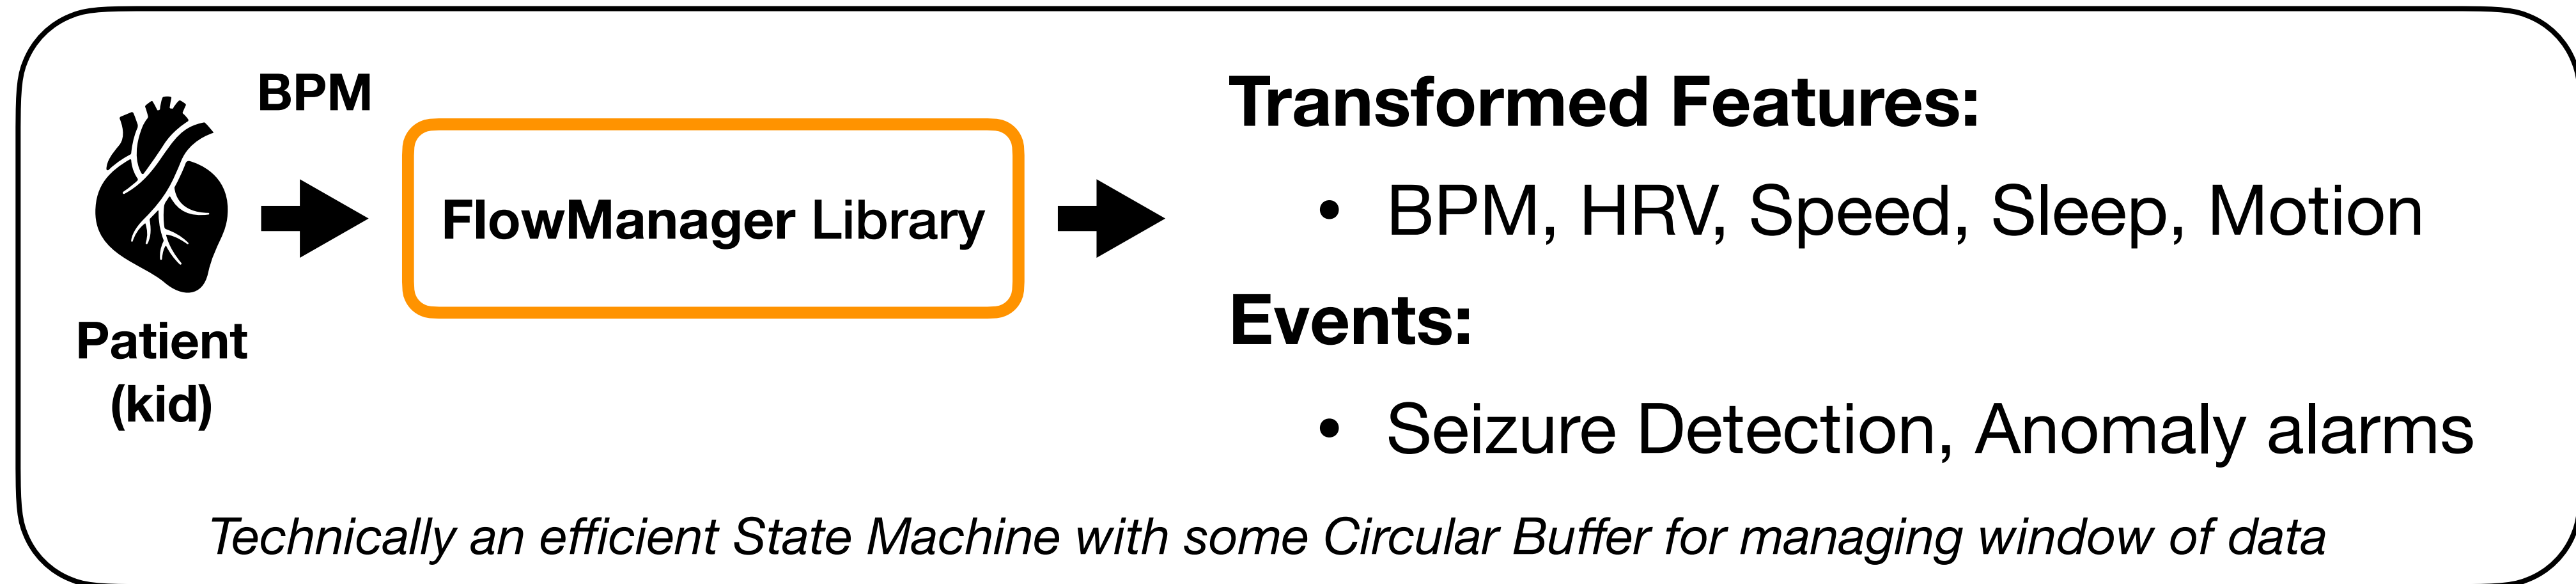 BPM
Patient
(kid)
FlowManager Library
Transformed Features:
• BPM, HRV, Speed, Sleep, Motion
Events:
• Seizure Detection, Anomaly alarms
Technically an efficient State Machine with some Circular Buffer for managing window of data